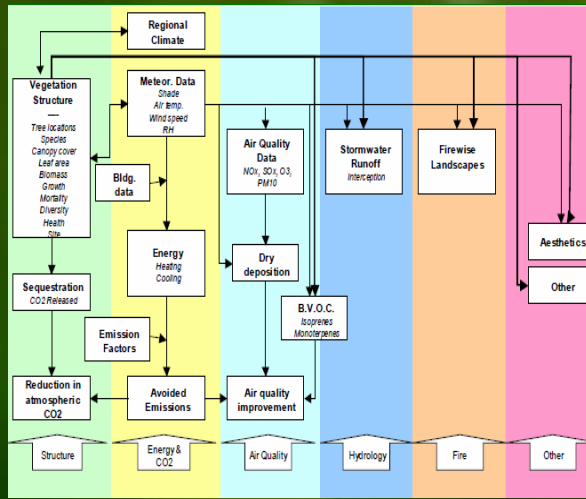 Regional
Climate
Vegetation
Structure
----
Tree locations
Species
Canopy cover
Leaf area
Biomass
Growth
Mortality
Diversity
Health
Site
Meteor. Data
Shade
Air temp.
Wind speed
RH
Bldg. data
Air Quality
Data
NOx, SOx, O3,
PM10
Stormwater
Runoff
Interception
Firewise
Landscapes
Aesthetics
Energy
Heating
Cooling
Dry
deposition
Other
Sequestration
CO2 Released
B.V.O.C.
Isoprenes
Monoterpenes
Emission
Factors
Reduction in
atmospheric
CO2
Avoided
Emissions
Air quality
improvement
Structure
Energy &
CO2
Air Quality
Hydrology
Fire
Other